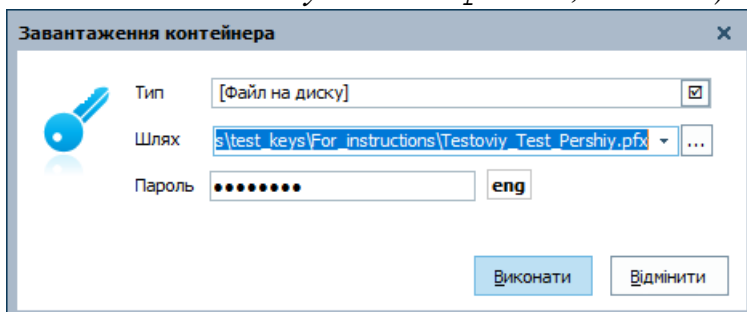 Завантаження контейнера
Тип [Файл на диску]
Шлях s\test_keys\For_instructions\Testoviy_Test_Pershiy.pfx ...
Пароль ●●●●●●●● eng
Виконати Відмінити